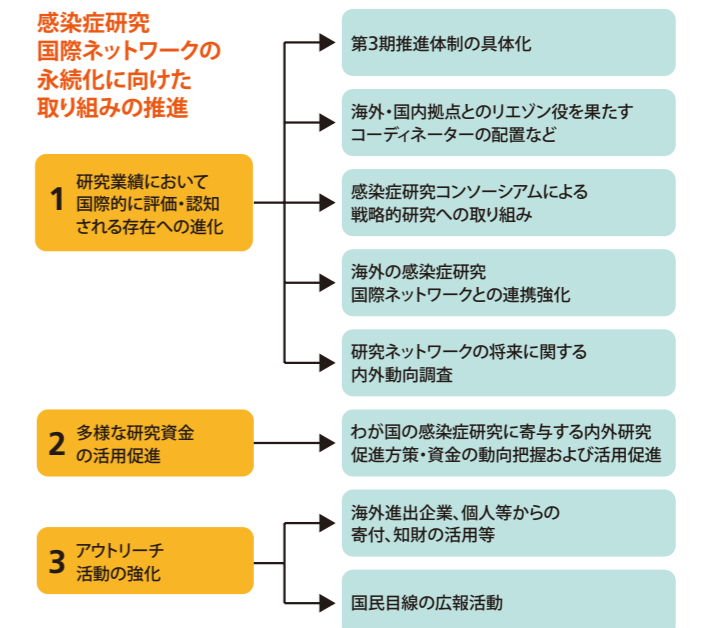 感染症研究
国際ネットワークの
永続化に向けた
取り組みの推進
1
研究業績において
国際的に評価・認知
される存在への進化
第3期推進体制の具体化
海外・国内拠点とのリエゾン役を果たす
コーディネーターの配置など
感染症研究コンソーシアムによる
戦略的研究への取り組み
海外の感染症研究
国際ネットワークとの連携強化
研究ネットワークの将来に関する
内外動向調査
2
多様な研究資金
の活用促進
わが国の感染症研究に寄与する内外研究
促進方策・資金の動向把握および活用促進
3
アウトリーチ
活動の強化
海外進出企業、個人等からの
寄付、知財の活用等
国民目線の広報活動